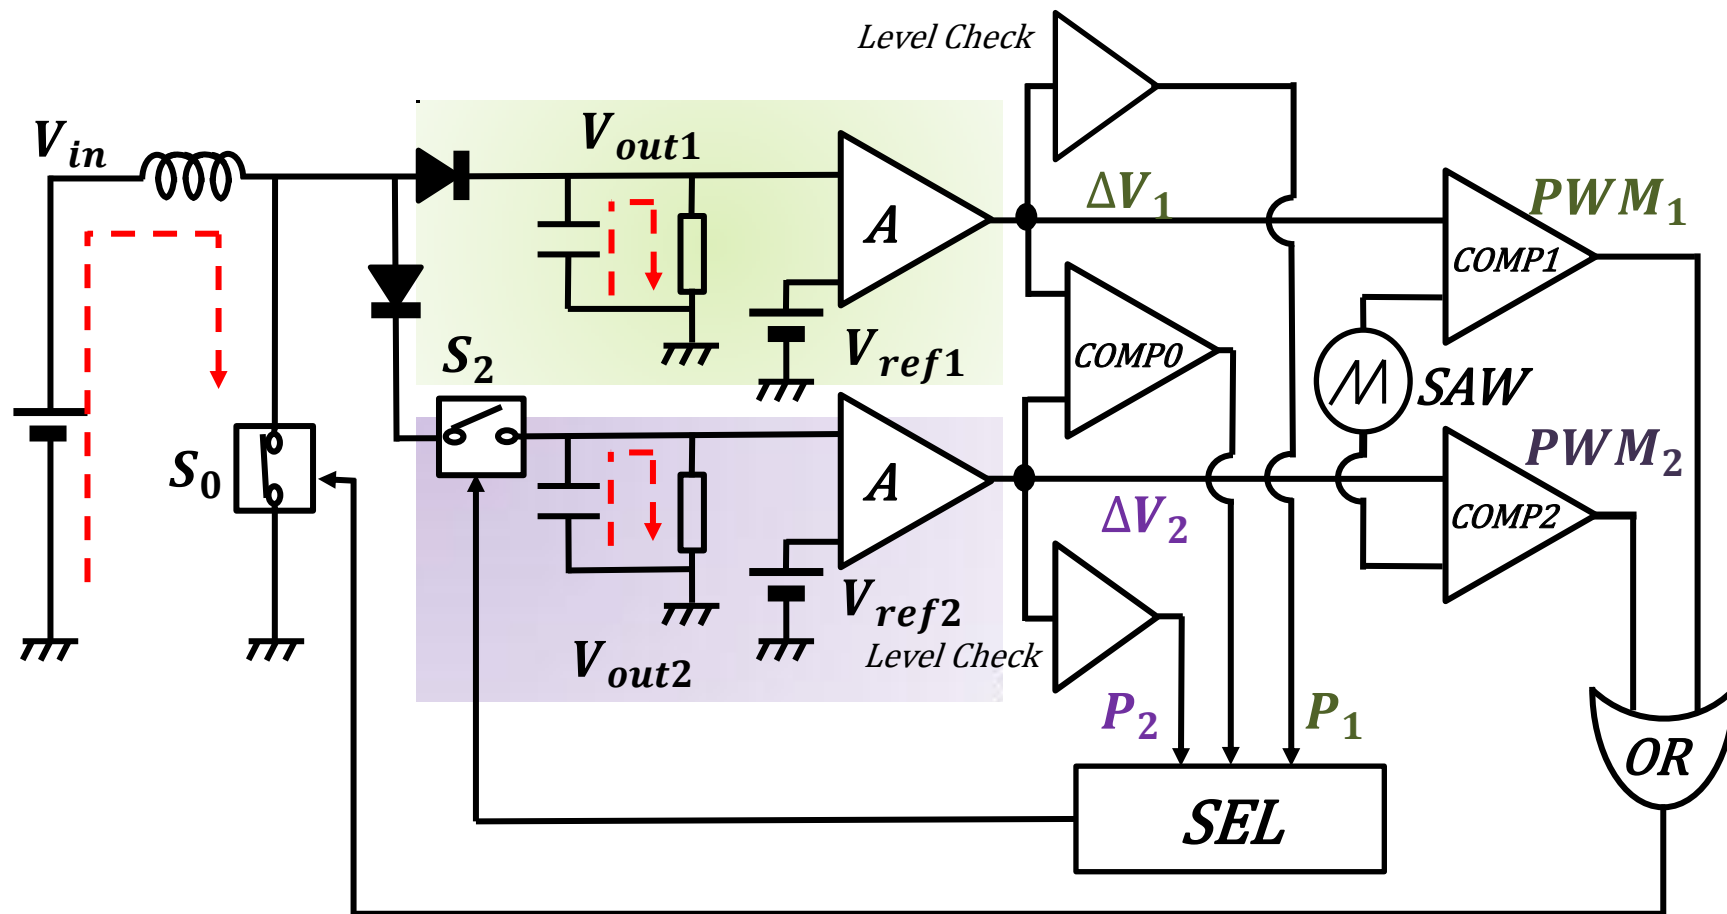 Level Check
V_in
V_out1
ΔV_1
PWM_1
A
COMP1
V_ref1
COMP0
S_2
SAW
S_0
PWM_2
A
ΔV_2
COMP2
V_ref2
Level Check
V_out2
P_2
P_1
OR
SEL